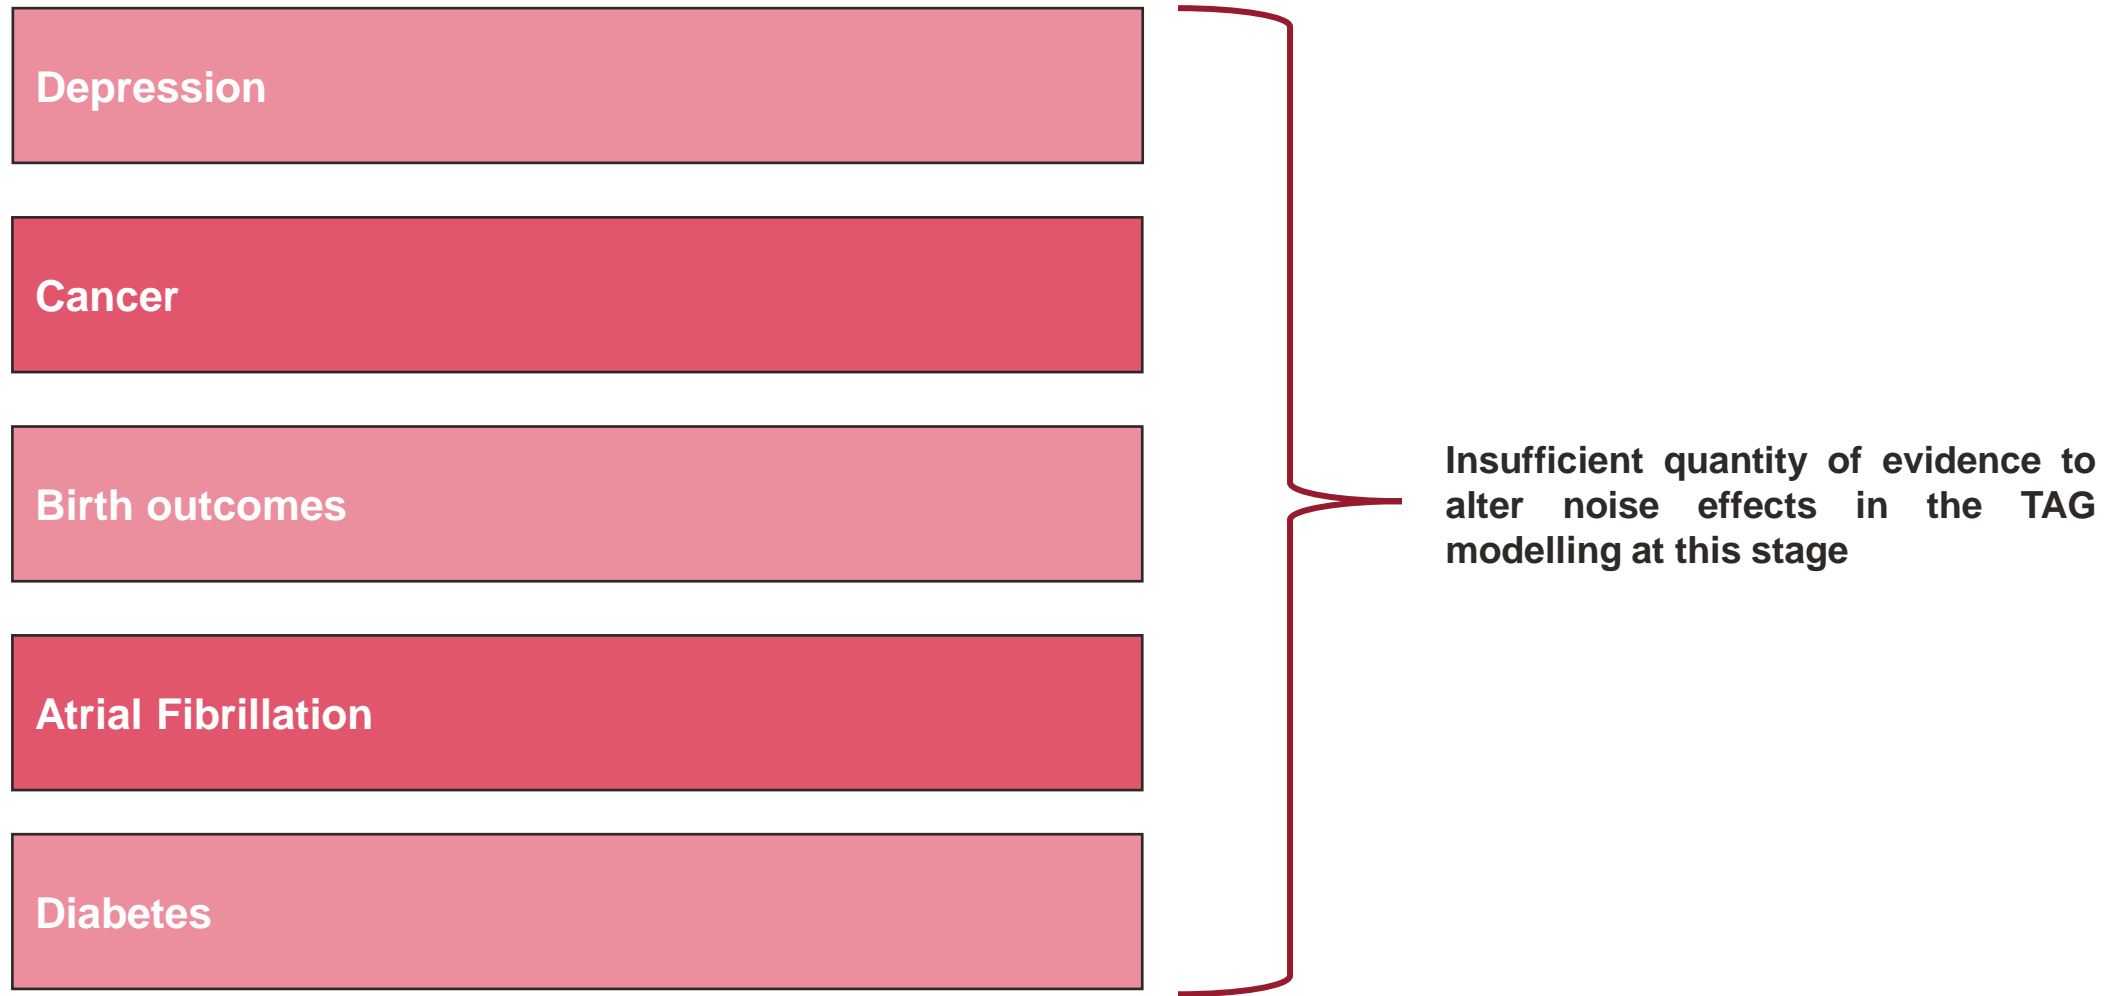 Depression
Cancer
Birth outcomes
Atrial Fibrillation
Diabetes
Insufficient quantity of evidence to
alter noise effects in the TAG
modelling at this stage